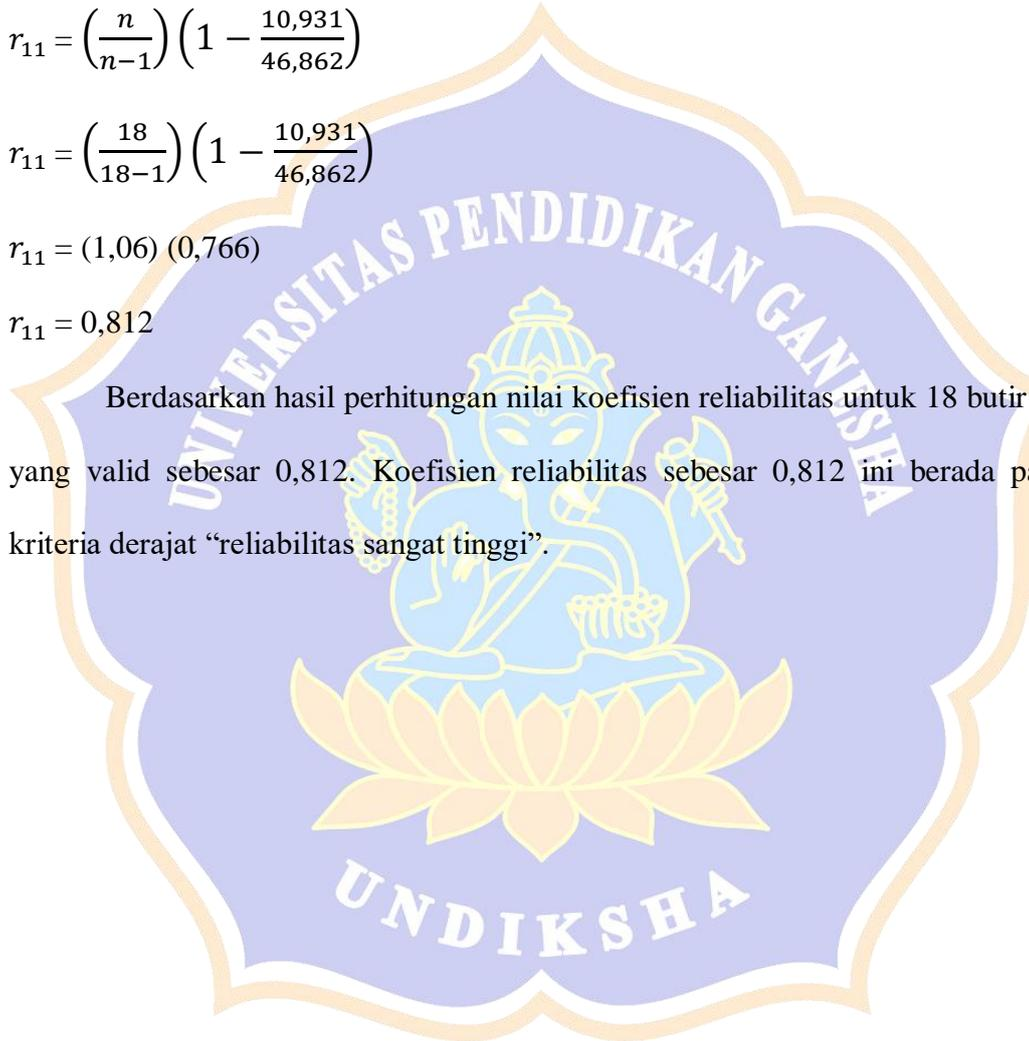 r₁₁ = (n/n−1) (1 − 10,931/46,862)
r₁₁ = (18/18−1) (1 − 10,931/46,862)
r₁₁ = (1,06) (0,766)
r₁₁ = 0,812
Berdasarkan hasil perhitungan nilai koefisien reliabilitas untuk 18 butir
yang valid sebesar 0,812. Koefisien reliabilitas sebesar 0,812 ini berada
kriteria derajat “reliabilitas sangat tinggi”.
UNIVERSITAS PENDIDIKAN GANESHA
UNDIKSHA